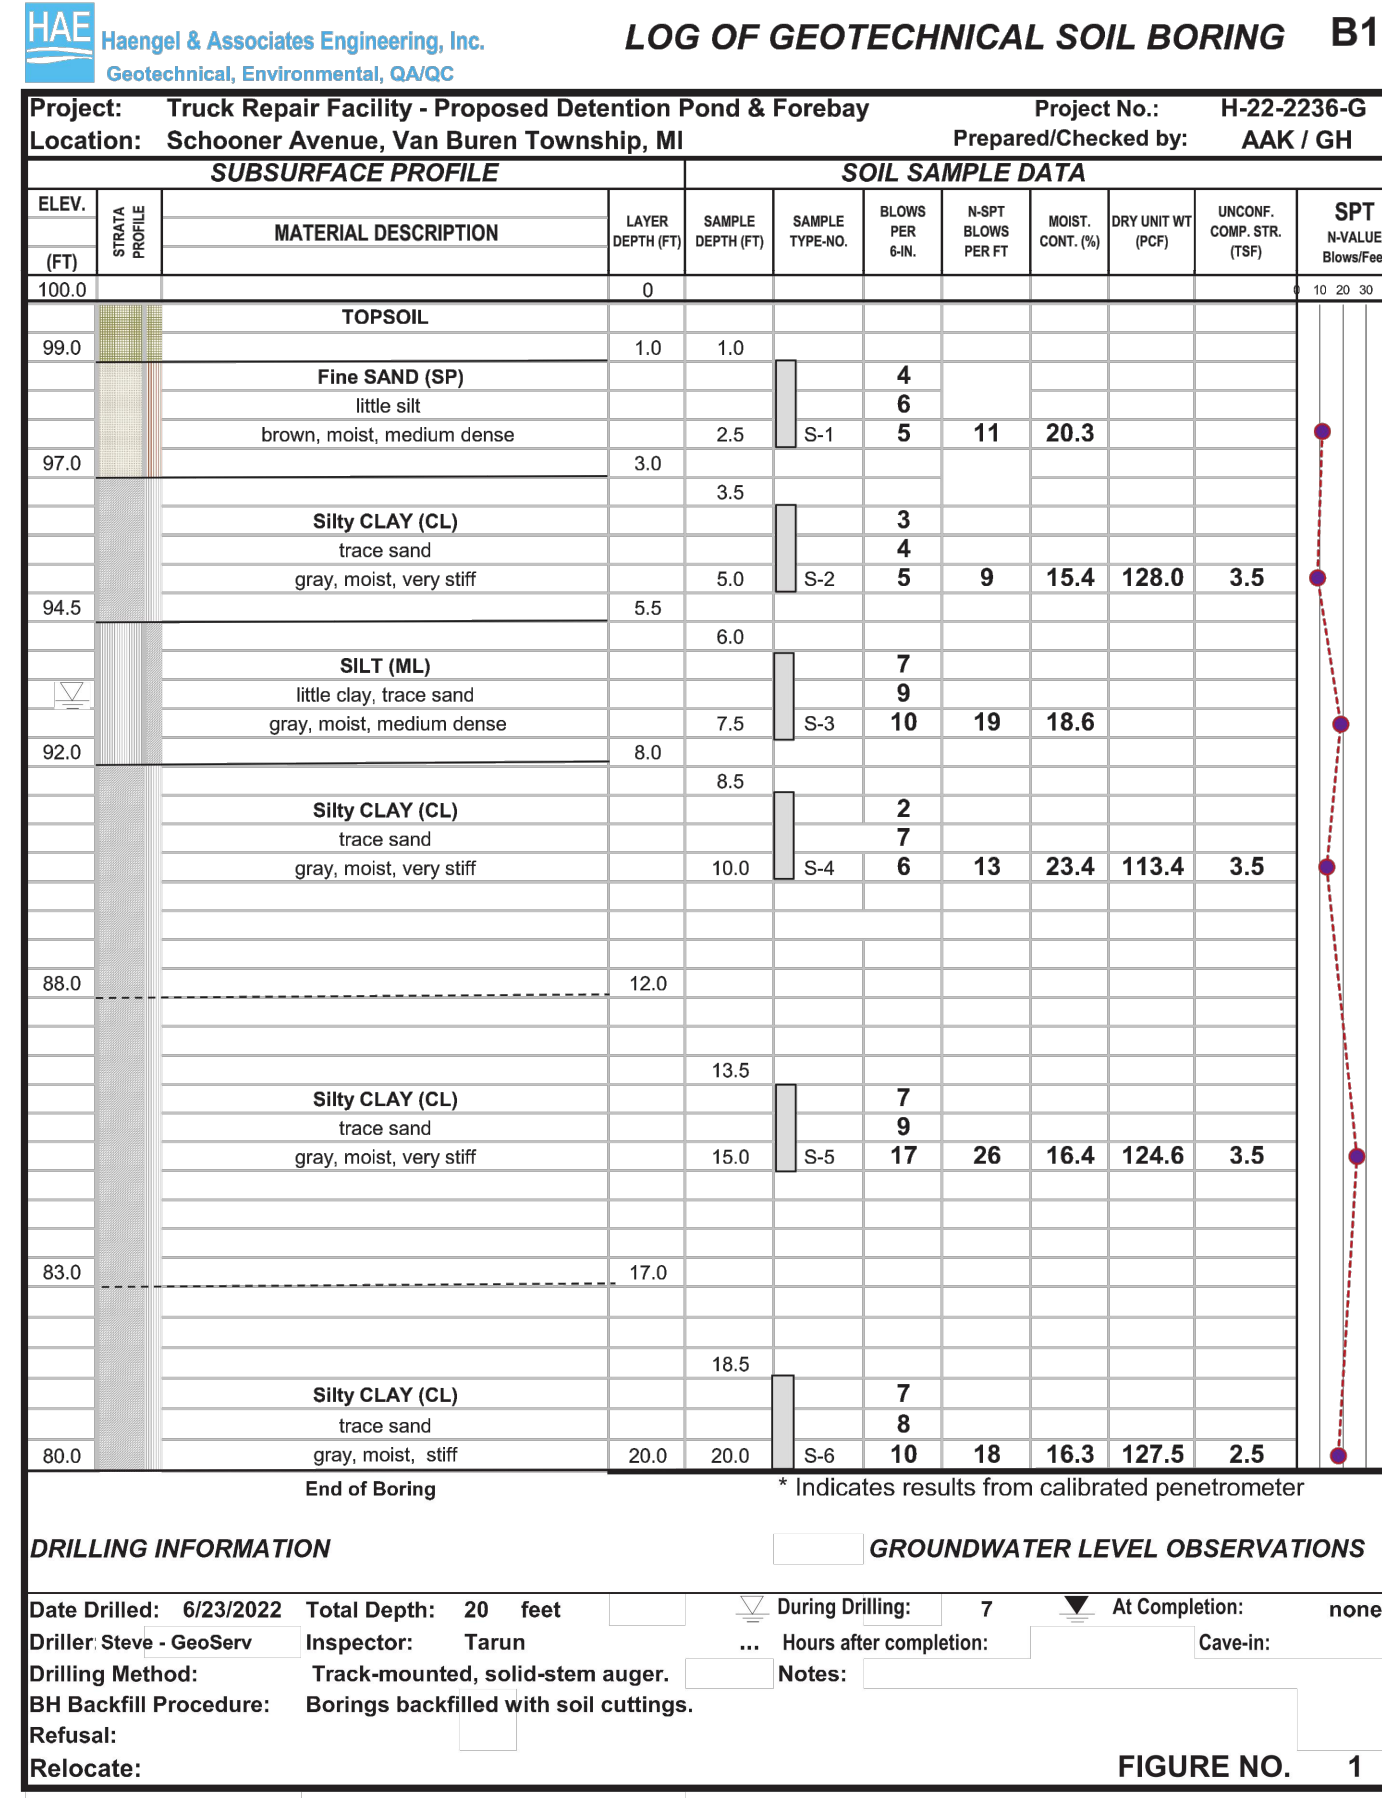 HAE Haengel & Associates Engineering, Inc.
Geotechnical, Environmental, QA/QC
LOG OF GEOTECHNICAL SOIL BORING B1
Project: Truck Repair Facility - Proposed Detention Pond & Forebay Project No.: H-22-2236-G
Location: Schooner Avenue, Van Buren Township, MI Prepared/Checked by: AAK / GH
SUBSURFACE PROFILE SOIL SAMPLE DATA
ELEV. (FT) STRATA PROFILE MATERIAL DESCRIPTION LAYER DEPTH (FT) SAMPLE DEPTH (FT) SAMPLE TYPE-NO. BLOWS PER 6-IN. N-SPT BLOWS PER FT MOIST. CONT. (%) DRY UNIT WT (PCF) UNCONF. COMP. STR. (TSF) SPT N-VALUE Blows/Fee
100.0 0 0 10 20 30
TOPSOIL
99.0 1.0 1.0
Fine SAND (SP) 4
little silt 6
brown, moist, medium dense 2.5 S-1 5 11 20.3
97.0 3.0
3.5
Silty CLAY (CL) 3
trace sand 4
gray, moist, very stiff 5.0 S-2 5 9 15.4 128.0 3.5
94.5 5.5
6.0
SILT (ML) 7
little clay, trace sand 9
gray, moist, medium dense 7.5 S-3 10 19 18.6
92.0 8.0
8.5
Silty CLAY (CL) 2
trace sand 7
gray, moist, very stiff 10.0 S-4 6 13 23.4 113.4 3.5
88.0 12.0
13.5
Silty CLAY (CL) 7
trace sand 9
gray, moist, very stiff 15.0 S-5 17 26 16.4 124.6 3.5
83.0 17.0
18.5
Silty CLAY (CL) 7
trace sand 8
80.0 gray, moist, stiff 20.0 20.0 S-6 10 18 16.3 127.5 2.5
End of Boring * Indicates results from calibrated penetrometer
DRILLING INFORMATION GROUNDWATER LEVEL OBSERVATIONS
Date Drilled: 6/23/2022 Total Depth: 20 feet During Drilling: 7 At Completion: none
Driller: Steve - GeoServ Inspector: Tarun ... Hours after completion: Cave-in:
Drilling Method: Track-mounted, solid-stem auger. Notes:
BH Backfill Procedure: Borings backfilled with soil cuttings.
Refusal:
Relocate: FIGURE NO. 1